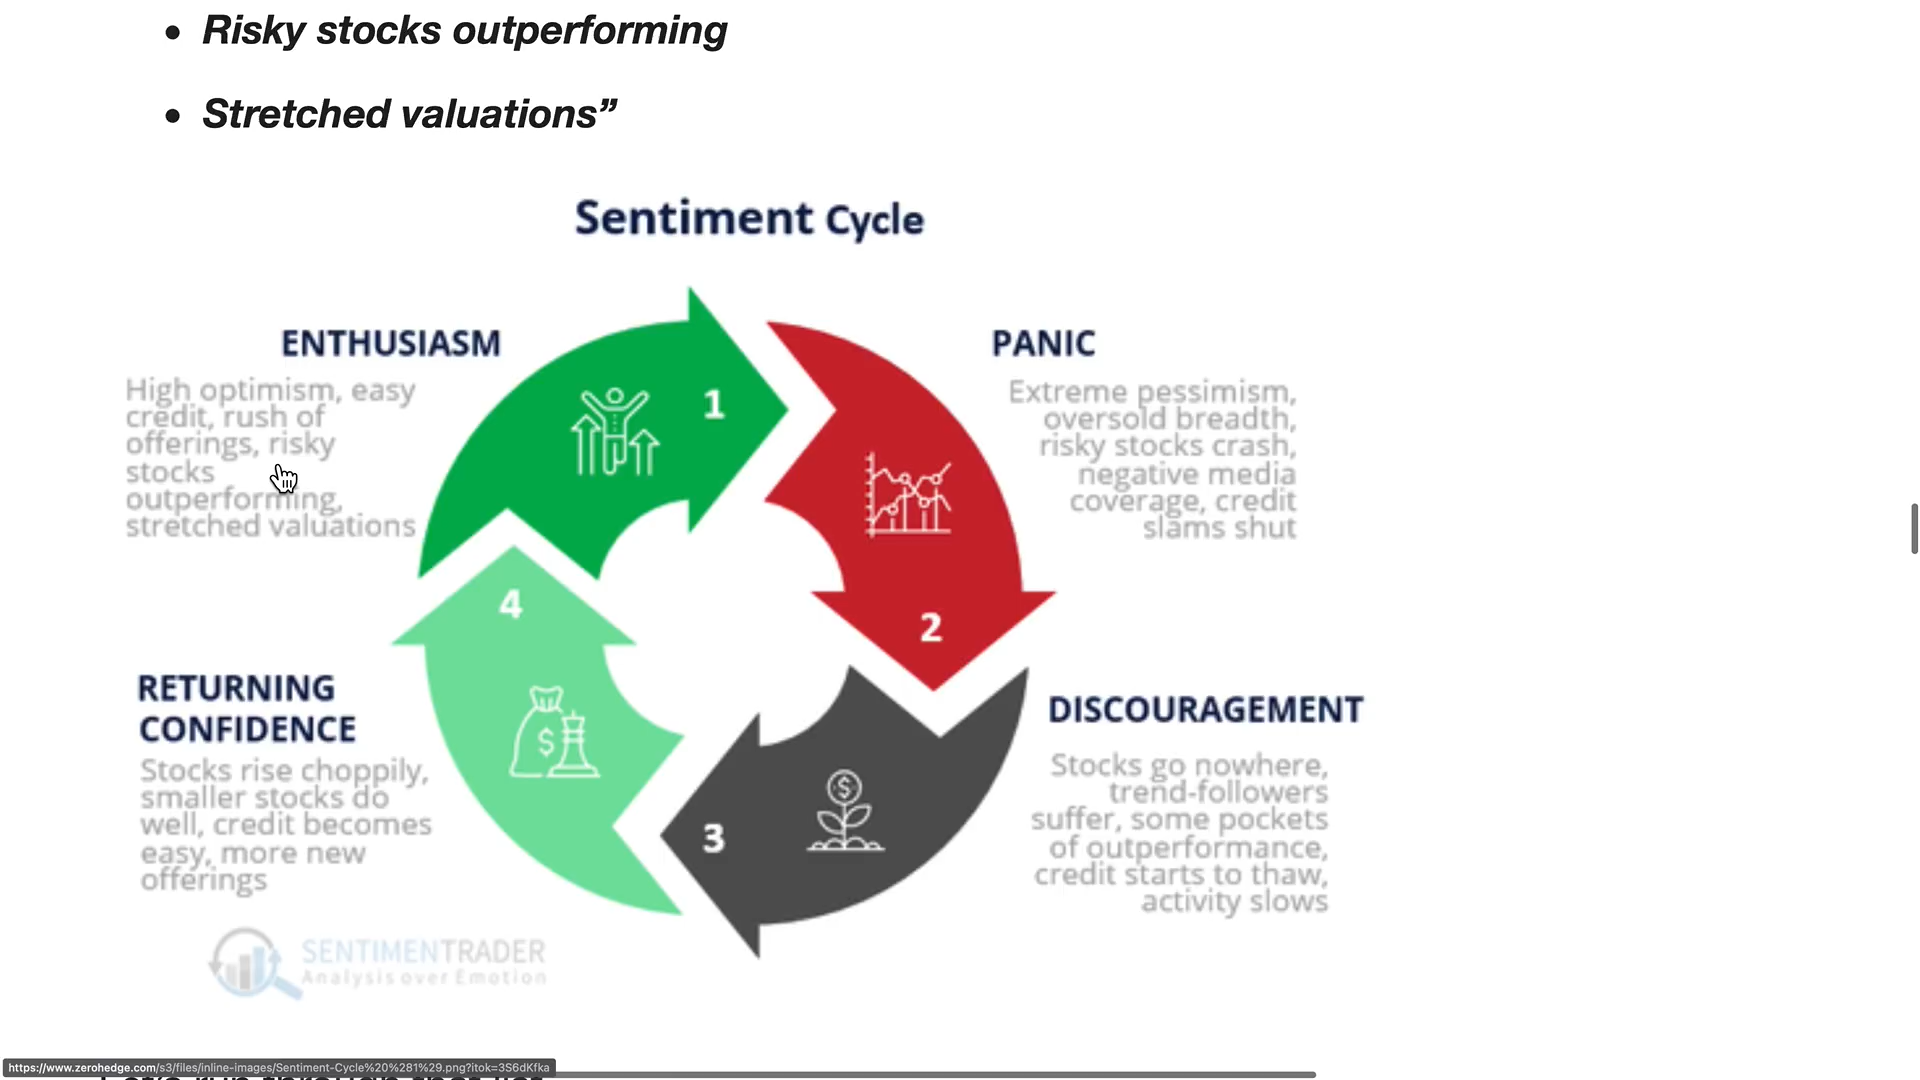 • Risky stocks outperforming
• Stretched valuations”
Sentiment Cycle
ENTHUSIASM
High optimism, easy
credit, rush of
offerings, risky
stocks
outperforming,
stretched valuations
1
PANIC
Extreme pessimism,
oversold breadth,
risky stocks crash,
negative media
coverage, credit
slams shut
2
DISCOURAGEMENT
Stocks go nowhere,
trend-followers
suffer, some pockets
of outperformance,
credit starts to thaw,
activity slows
3
$
4
$
RETURNING
CONFIDENCE
Stocks rise choppily,
smaller stocks do
well, credit becomes
easy, more new
offerings
SENTIMENTRADER
Analysis over Emotion
https://www.zerohedge.com/s3/files/inline-images/Sentiment-Cycle%20%281%29.png?itok=3S6dKfka